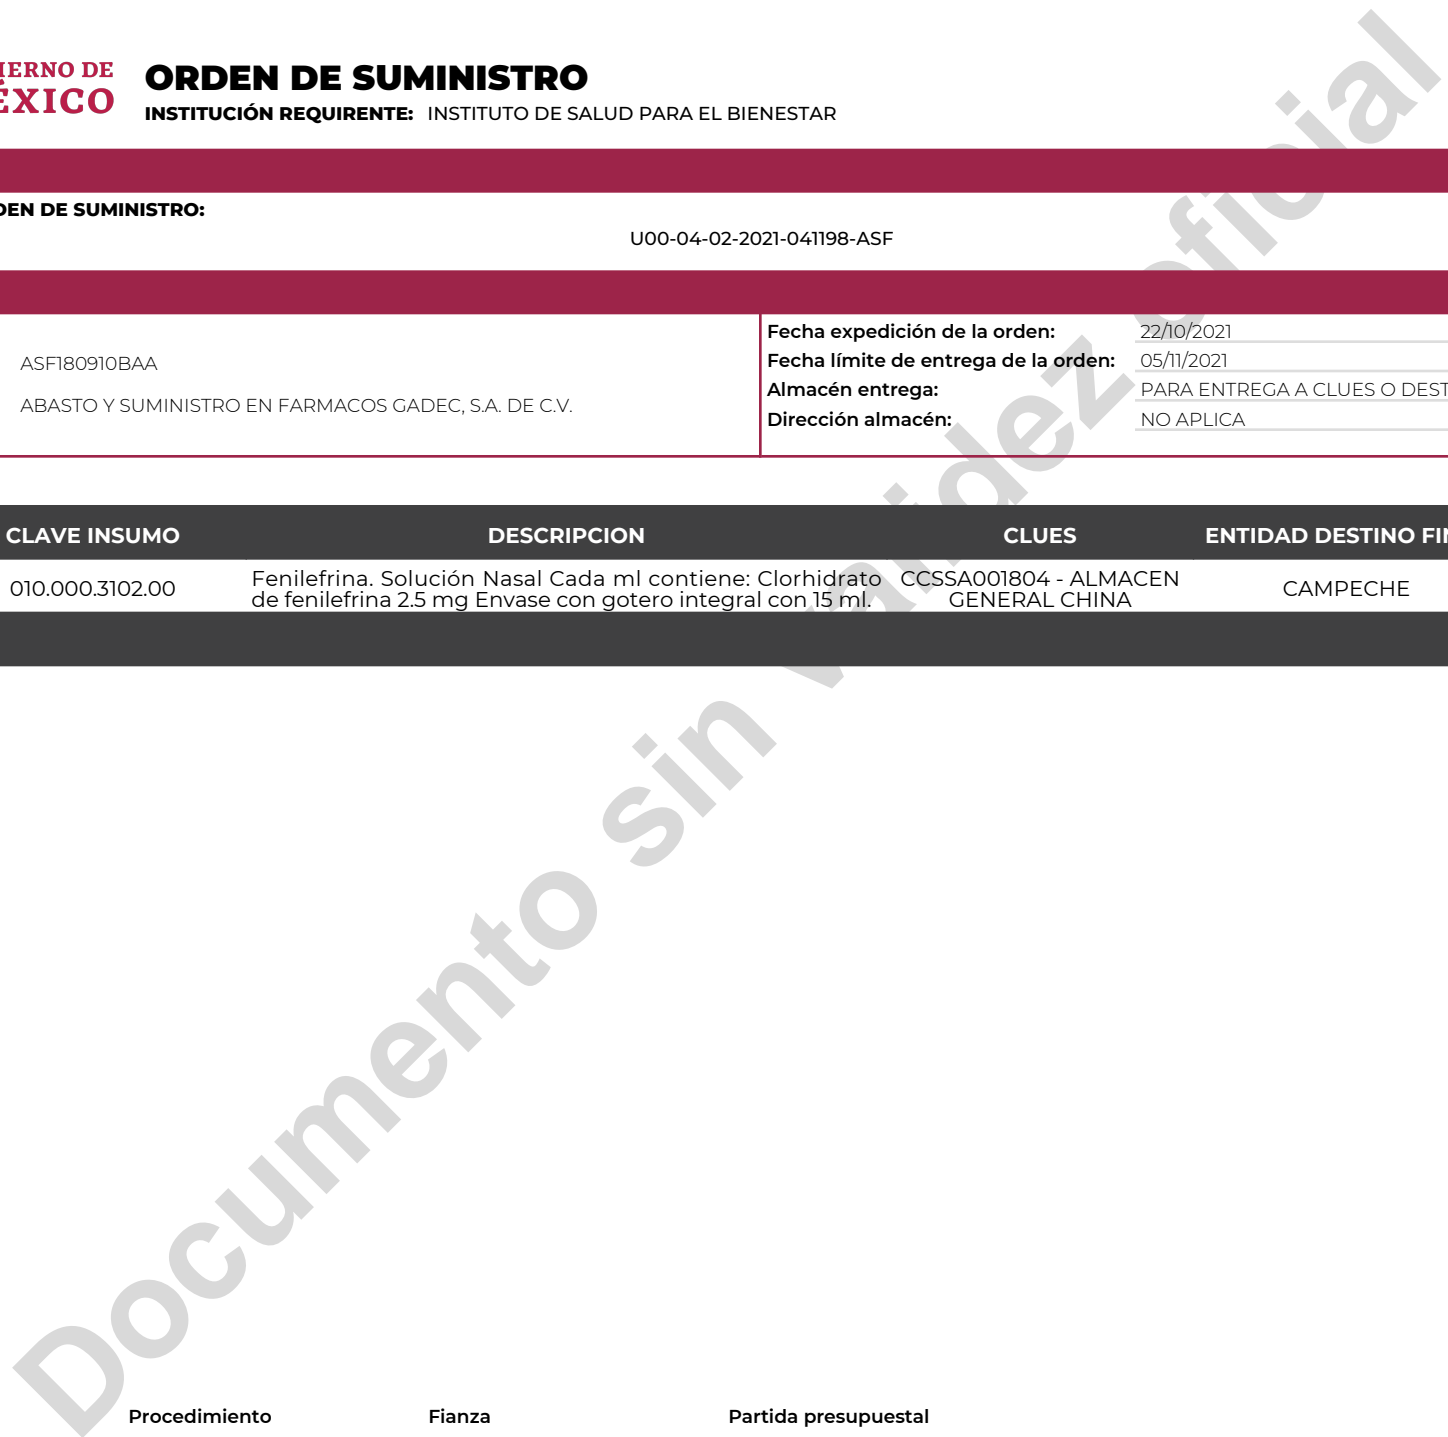 IERNO DE
ÉXICO
ORDEN DE SUMINISTRO
INSTITUCIÓN REQUIRENTE: INSTITUTO DE SALUD PARA EL BIENESTAR
DEN DE SUMINISTRO:
U00-04-02-2021-041198-ASF
ASF180910BAA
ABASTO Y SUMINISTRO EN FARMACOS GADEC, S.A. DE C.V.
Fecha expedición de la orden: 22/10/2021
Fecha límite de entrega de la orden: 05/11/2021
Almacén entrega: PARA ENTREGA A CLUES O DEST
Dirección almacén: NO APLICA
CLAVE INSUMO DESCRIPCION CLUES ENTIDAD DESTINO FIN
010.000.3102.00 Fenilefrina. Solución Nasal Cada ml contiene: Clorhidrato CCSSA001804 - ALMACEN CAMPECHE
de fenilefrina 2.5 mg Envase con gotero integral con 15 ml. GENERAL CHINA
Documento sin validez oficial
Procedimiento Fianza Partida presupuestal